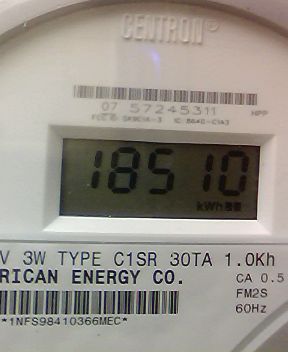 CENTRON®
07 57245311 HPP
18510
kWh
V 3W TYPE C1SR 30TA 1.0Kh
RICAN ENERGY CO. CA 0.5
FM2S
60Hz
*1NFS98410366MEC*